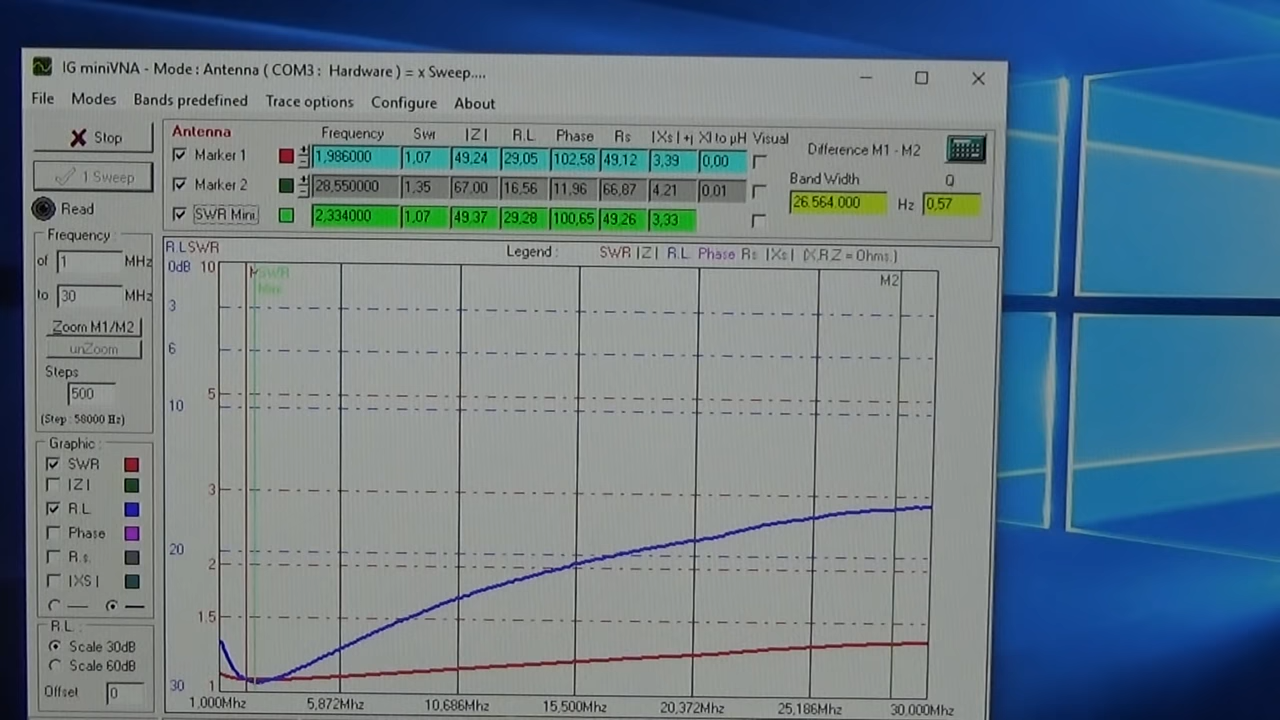 IG miniVNA - Mode : Antenna ( COM3 : Hardware ) = x Sweep....
File Modes Bands predefined Trace options Configure About
Stop
1 Sweep
Read
Antenna Frequency Swr |Z| R.L Phase Rs |Xs| +j Xl to µH Visual
Marker 1 1,986000 1,07 49,24 29,05 102,58 49,12 3,39 0,00
Marker 2 28,550000 1,35 67,00 16,56 11,96 66,87 4,21 0,01
SWR Mini. 2,334000 1,07 49,37 29,28 100,65 49,26 3,33
Difference M1 - M2
Band Width Q
26.564.000 Hz 0,57
Frequency
of 1 MHz
to 30 MHz
Zoom M1/M2
unZoom
Steps
500
(Step : 58000 Hz)
Graphic :
SWR
|Z|
R.L
Phase
R.s.
|XS|
R.L.
Scale 30dB
Scale 60dB
Offset 0
R.L SWR
Legend : SWR |Z| R.L Phase Rs |Xs| (X,R,Z = Ohms.)
0dB 10
SWR
Mini
M2
3
6
5
10
3
20
2
1.5
30 1
1,000Mhz 5,872Mhz 10,686Mhz 15,500Mhz 20,372Mhz 25,186Mhz 30,000Mhz